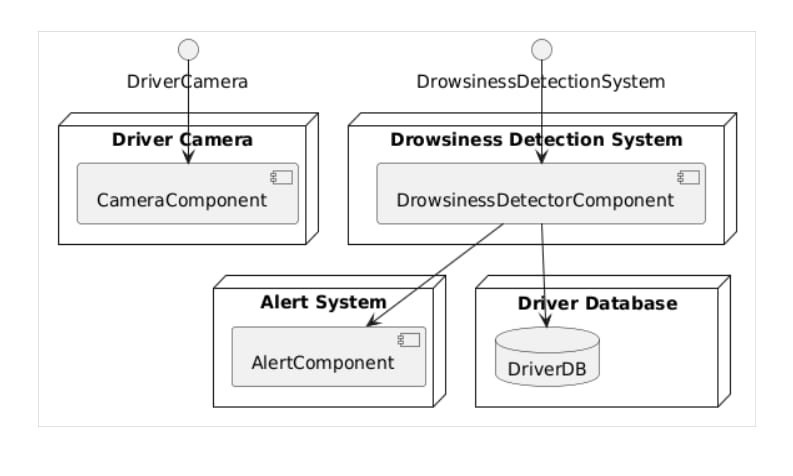 DriverCamera
DrowsinessDetectionSystem
Driver Camera
Drowsiness Detection System
CameraComponent
DrowsinessDetectorComponent
Alert System
Driver Database
AlertComponent
DriverDB